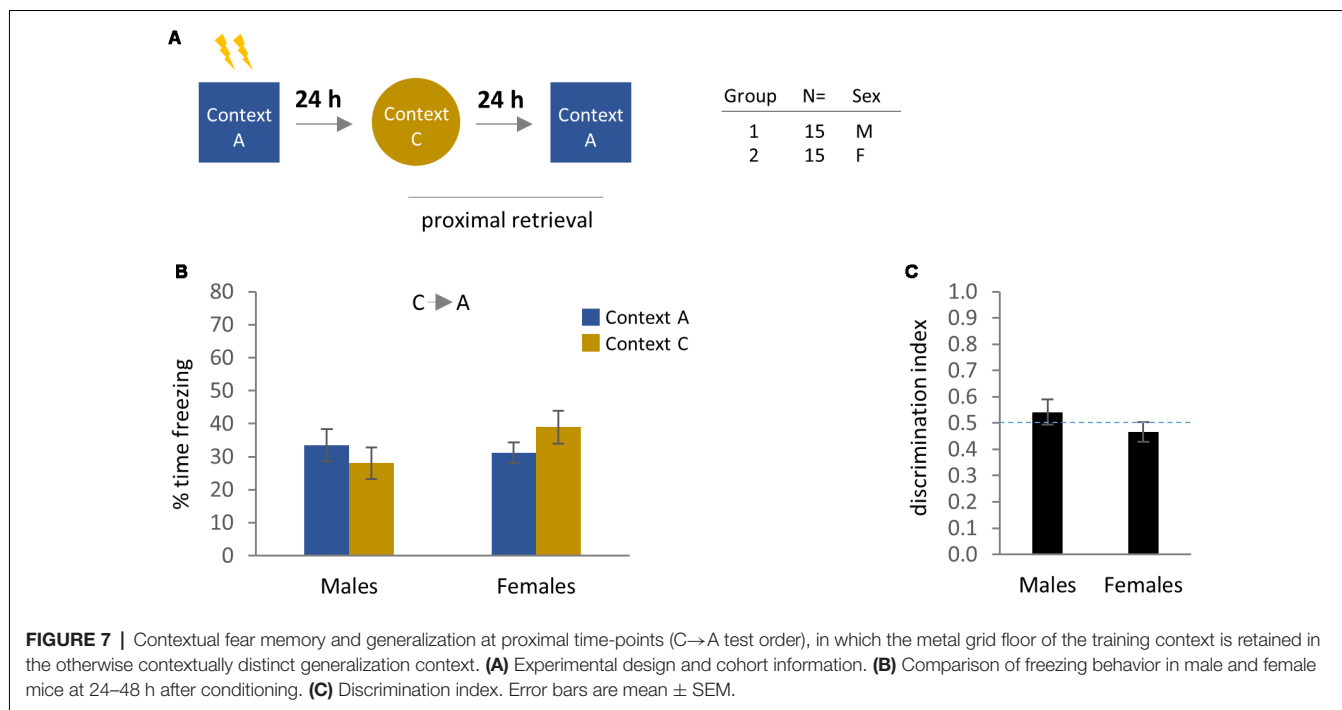 A
24 h
24 h
Context
A
Context
C
Context
A
proximal retrieval
Group N= Sex
1 15 M
2 15 F
B
80
70
60
50
40
30
20
10
0
% time freezing
C A
Context A
Context C
Males Females
C
1.0
0.9
0.8
0.7
0.6
0.5
0.4
0.3
0.2
0.1
0.0
discrimination index
Males Females
FIGURE 7 | Contextual fear memory and generalization at proximal time-points (C→A test order), in which the metal grid floor of the training context is retained in
the otherwise contextually distinct generalization context. (A) Experimental design and cohort information. (B) Comparison of freezing behavior in male and female
mice at 24–48 h after conditioning. (C) Discrimination index. Error bars are mean ± SEM.